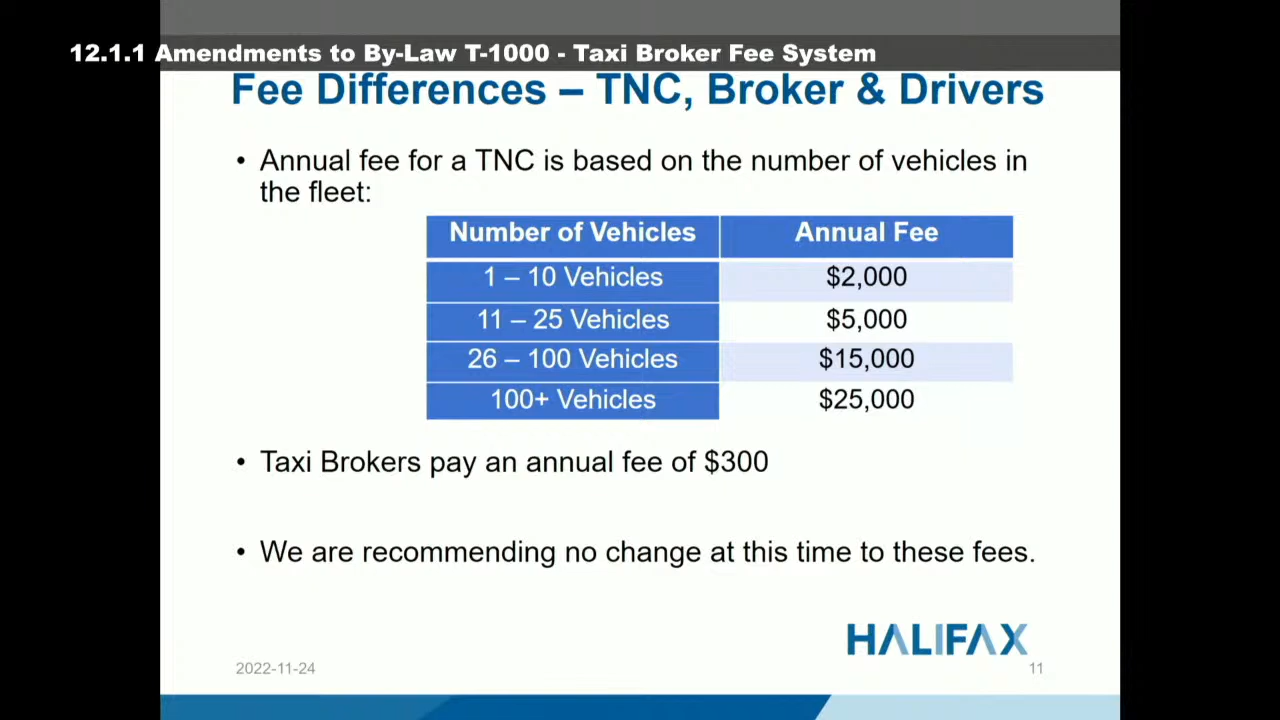 12.1.1 Amendments to By-Law T-1000 - Taxi Broker Fee System
Fee Differences – TNC, Broker & Drivers
• Annual fee for a TNC is based on the number of vehicles in
the fleet:
Number of Vehicles Annual Fee
1 – 10 Vehicles $2,000
11 – 25 Vehicles $5,000
26 – 100 Vehicles $15,000
100+ Vehicles $25,000
• Taxi Brokers pay an annual fee of $300
• We are recommending no change at this time to these fees.
HALIFAX
2022-11-24 11